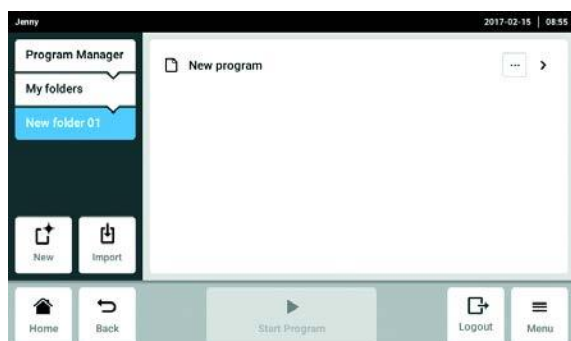 Jenny
2017-02-15 | 08:55
Program Manager
My folders
New folder 01
New program
...
New
Import
Home
Back
Start Program
Logout
Menu